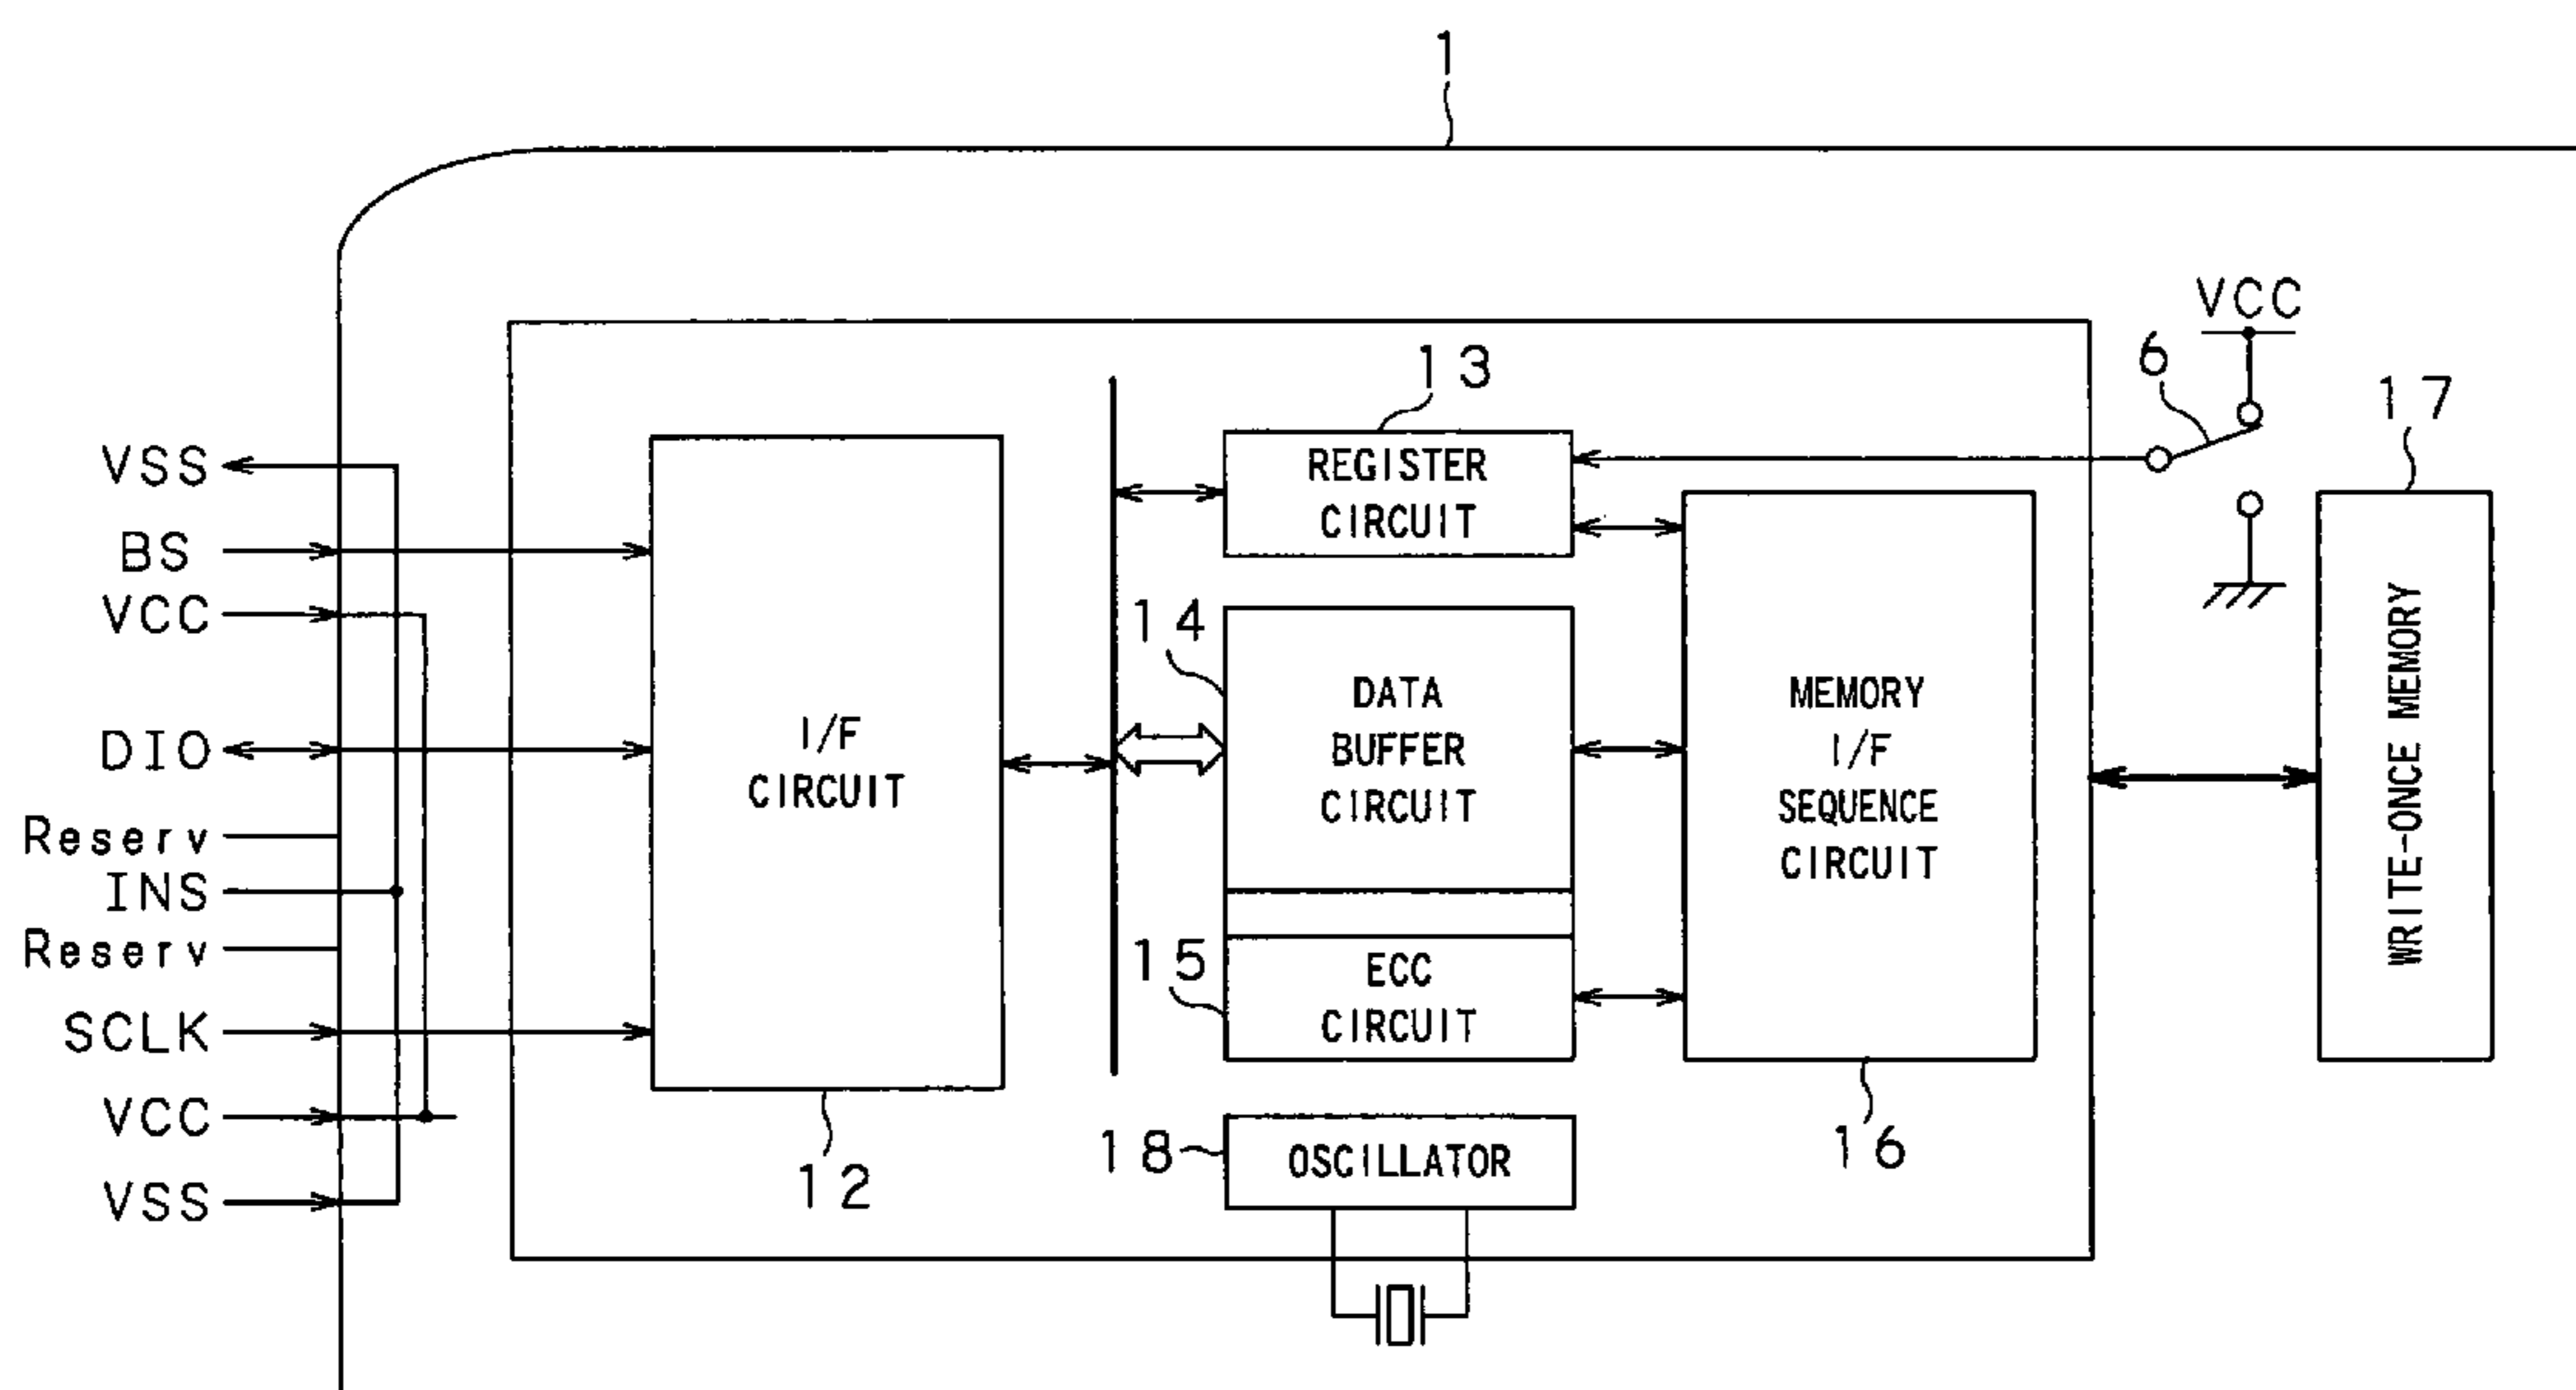 1
VCC
6
17
13
VSS
REGISTER
CIRCUIT
BS
VCC
14
DATA
BUFFER
CIRCUIT
MEMORY
I/F
SEQUENCE
CIRCUIT
WRITE-ONCE MEMORY
I/F
CIRCUIT
DIO
Reserv
INS
Reserv
15
ECC
CIRCUIT
SCLK
VCC
18
OSCILLATOR
16
12
VSS